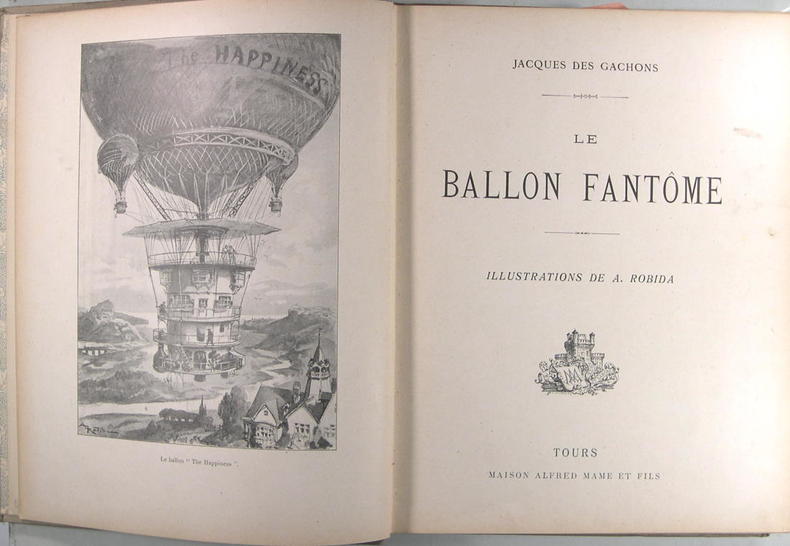 The HAPPINESS
A. Robida
Le ballon “ The Happiness ”.
JACQUES DES GACHONS
LE
BALLON FANTÔME
ILLUSTRATIONS DE A. ROBIDA
TOURS
MAISON ALFRED MAME ET FILS